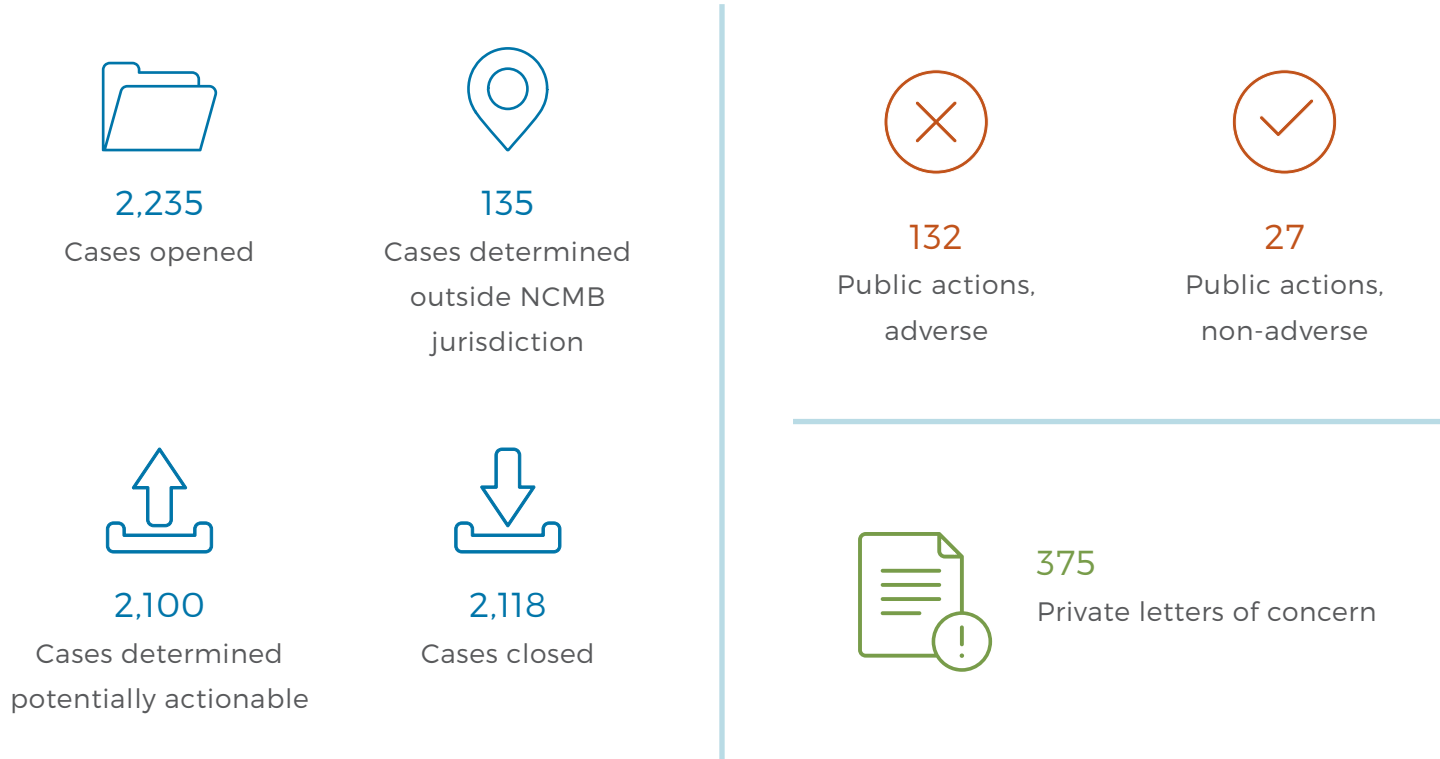 2,235
Cases opened
135
Cases determined
outside NCMB
jurisdiction
2,100
Cases determined
potentially actionable
2,118
Cases closed
132
Public actions,
adverse
27
Public actions,
non-adverse
375
Private letters of concern